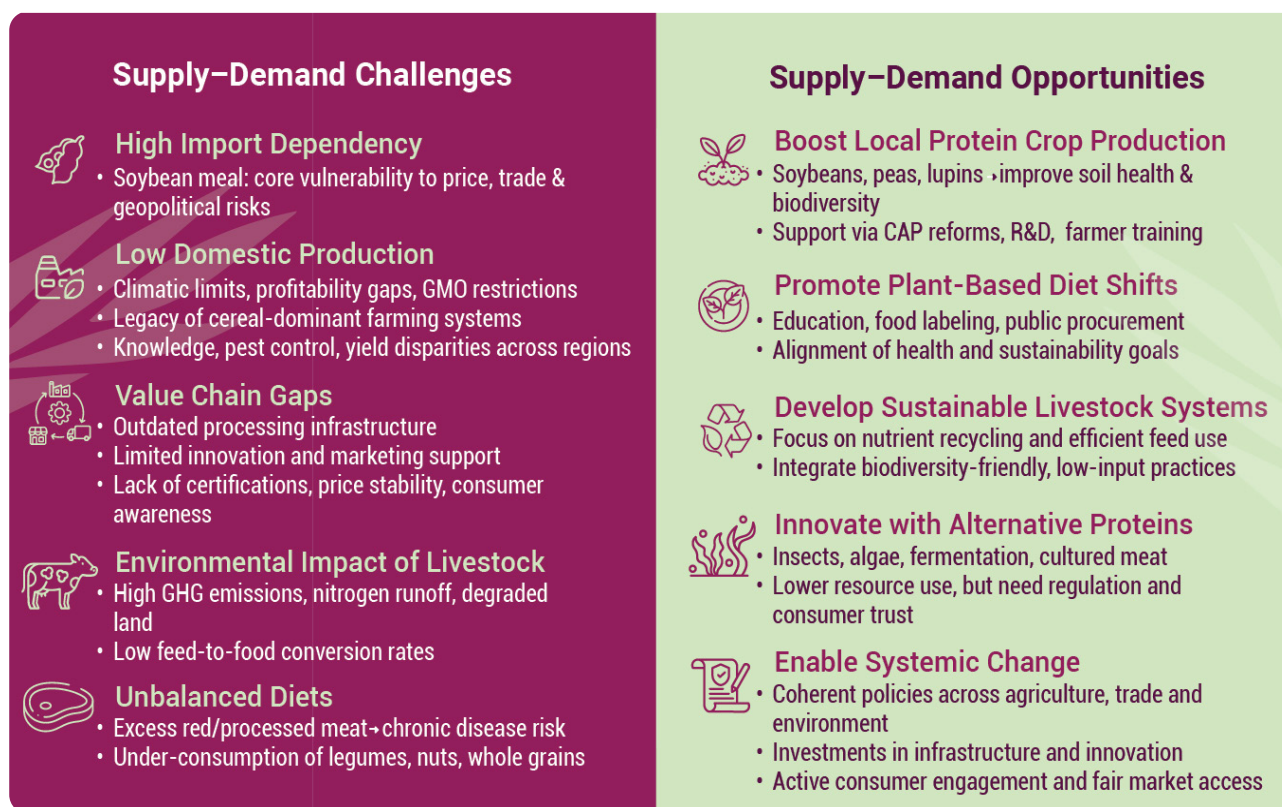 Supply–Demand Challenges
High Import Dependency
• Soybean meal: core vulnerability to price, trade &
geopolitical risks
Low Domestic Production
• Climatic limits, profitability gaps, GMO restrictions
• Legacy of cereal-dominant farming systems
• Knowledge, pest control, yield disparities across regions
Value Chain Gaps
• Outdated processing infrastructure
• Limited innovation and marketing support
• Lack of certifications, price stability, consumer
awareness
Environmental Impact of Livestock
• High GHG emissions, nitrogen runoff, degraded
land
• Low feed-to-food conversion rates
Unbalanced Diets
• Excess red/processed meat→chronic disease risk
• Under-consumption of legumes, nuts, whole grains
Supply–Demand Opportunities
Boost Local Protein Crop Production
• Soybeans, peas, lupins →improve soil health &
biodiversity
• Support via CAP reforms, R&D, farmer training
Promote Plant-Based Diet Shifts
• Education, food labeling, public procurement
• Alignment of health and sustainability goals
Develop Sustainable Livestock Systems
• Focus on nutrient recycling and efficient feed use
• Integrate biodiversity-friendly, low-input practices
Innovate with Alternative Proteins
• Insects, algae, fermentation, cultured meat
• Lower resource use, but need regulation and
consumer trust
Enable Systemic Change
• Coherent policies across agriculture, trade and
environment
• Investments in infrastructure and innovation
• Active consumer engagement and fair market access